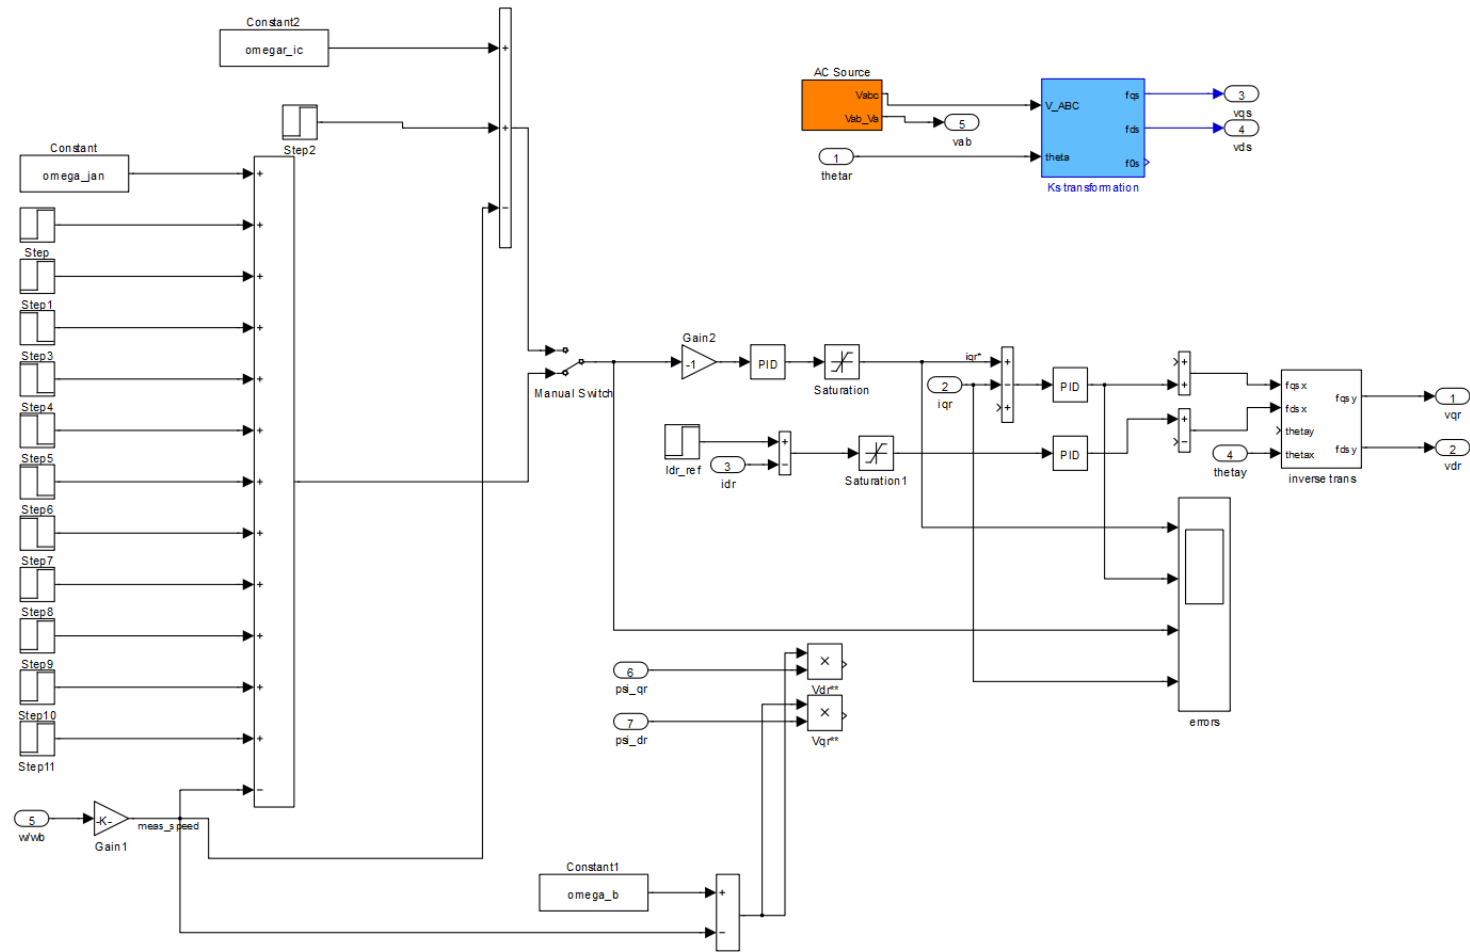 Constant2
omegar_ic
+
Step2
+
-
AC Source
Vabc
Vab_Va
5
vab
1
thetar
V_ABC
theta
fqs
fds
f0s
Ks transformation
3
vqs
4
vds
Constant
omega_jan
+
Step
+
Step1
+
Step3
+
Step4
+
Step5
+
Step6
+
Step7
+
Step8
+
Step9
+
Step10
+
Step11
+
-
5
w/wb
-K-
Gain1
meas_speed
Manual Switch
Gain2
-1
PID
Saturation
iqr*
2
iqr
+
-
+
PID
+
+
Idr_ref
3
idr
+
-
Saturation1
PID
+
-
4
thetay
fqsx
fdsx
thetay
thetax
fqsy
fdsy
inverse trans
1
vqr
2
vdr
errors
6
psi_qr
×
Vdr**
7
psi_dr
×
Vqr**
Constant1
omega_b
+
-